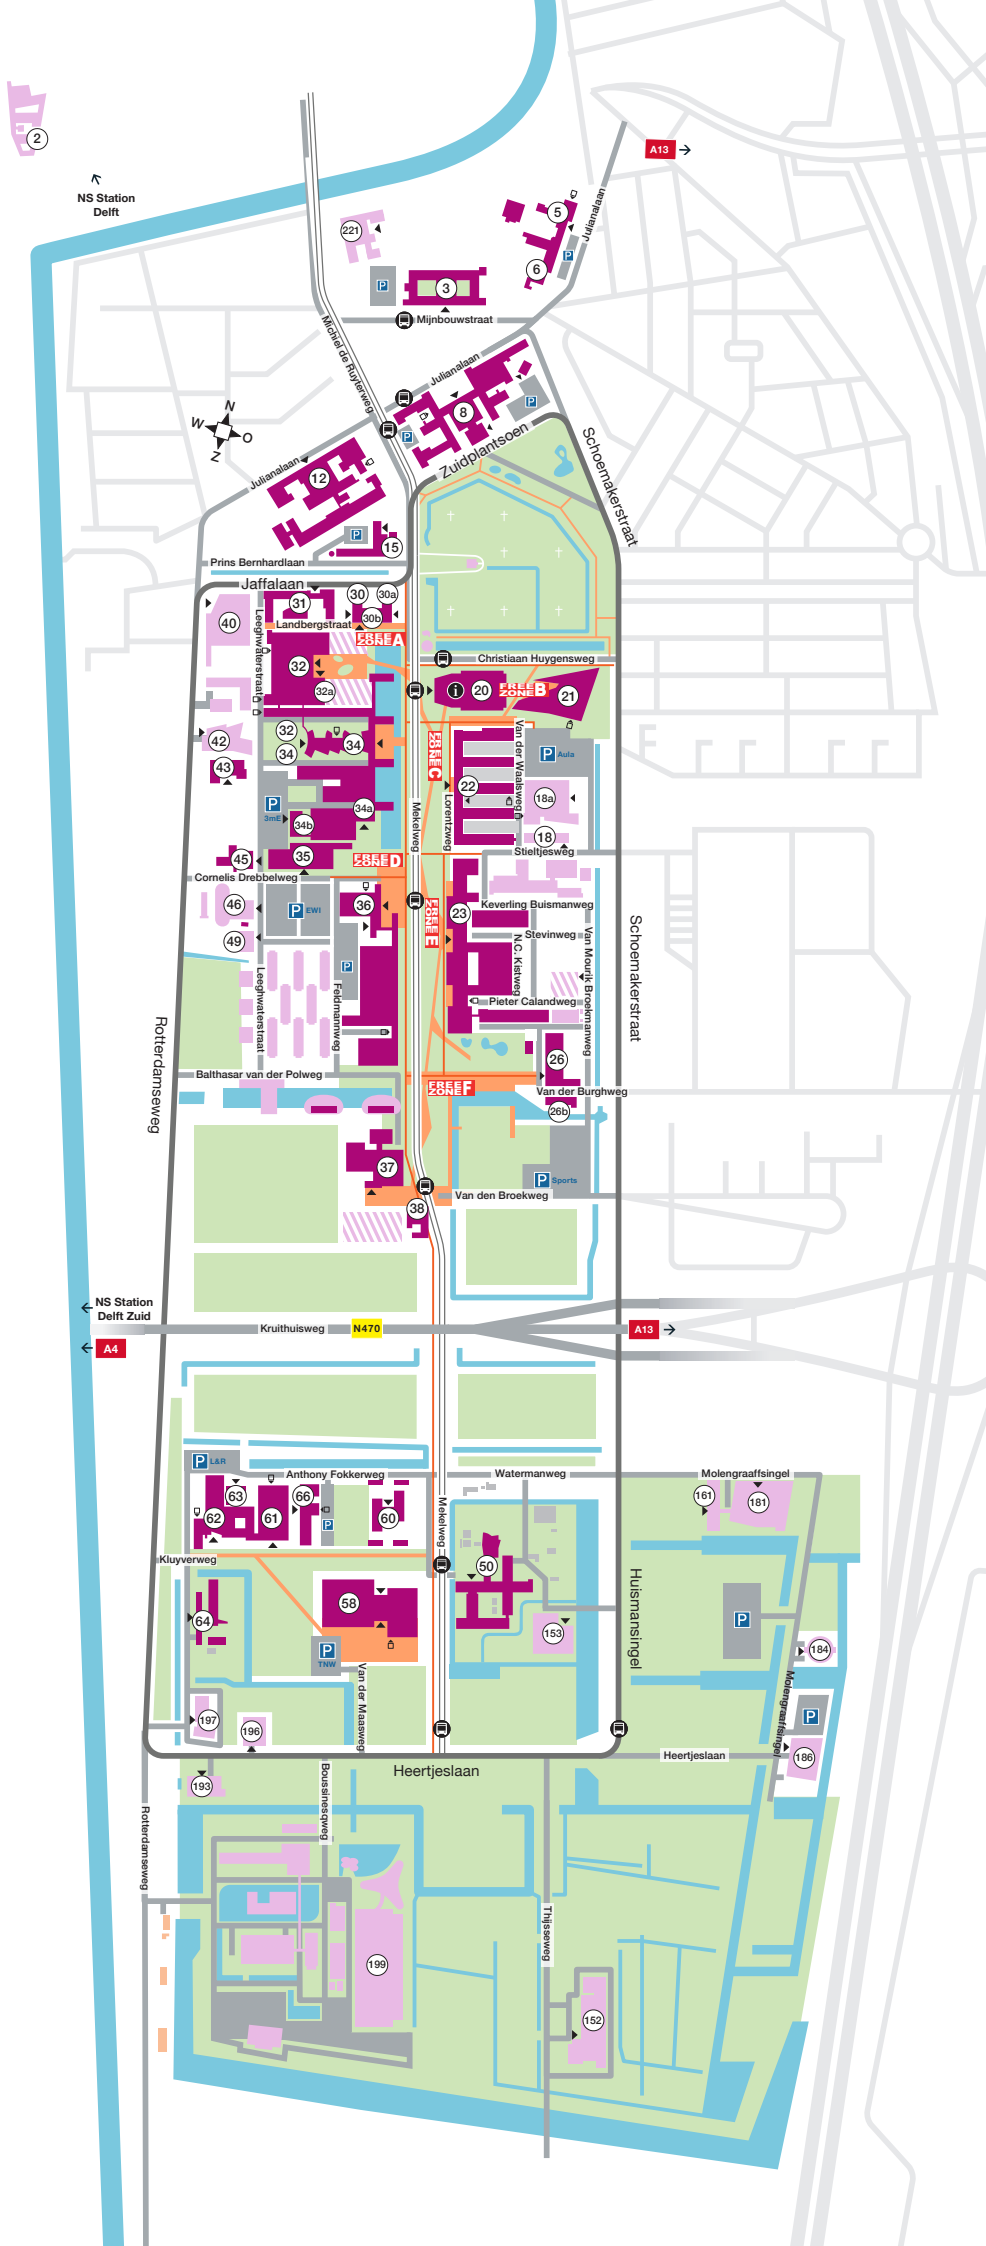 2
NS Station
Delft
A13
Julianalaan
5
6
P
221
P
3
Mijnbouwstraat
Michiel de Ruyterweg
Julianalaan
8
P
P
Zuidplantsoen
Schoemakerstraat
N
W
O
Z
Julianalaan
12
P
15
Prins Bernhardlaan
Jaffalaan
31
30
30a
30b
40
Landbergstraat
FREE
ZONE A
Leeghwaterstraat
32
32a
Christiaan Huygensweg
i
20
FREE
ZONE B
21
42
32
34
34
43
FREE
ZONE C
Van der Waalsweg
P Aula
22
18a
18
P
3mE
34a
34b
Mekelweg
Lorentzweg
35
45
FREE
ZONE D
Stieltjesweg
Cornelis Drebbelweg
46
P EWI
36
FREE
ZONE E
23
Keverling Buismanweg
49
Stevinweg
Schoemakerstraat
P
N.C. Kistweg
Van Mourik Broekmanweg
Leeghwaterstraat
Feldmannweg
Pieter Calandweg
Rotterdamseweg
26
Balthasar van der Polweg
FREE
ZONE F
Van der Burghweg
26b
37
P Sports
Van den Broekweg
38
NS Station
Delft Zuid
Kruithuisweg
N470
A13
A4
P L&R
Anthony Fokkerweg
Watermanweg
Molengraaffsingel
63
66
62
61
P
60
Mekelweg
161
181
Kluyverweg
50
58
Huismansingel
64
153
P
P
TNW
184
Van der Maasweg
Molengraaffsingel
197
196
P
Heertjeslaan
186
Heertjeslaan
193
Boussinesqweg
Rotterdamseweg
Thijsseweg
199
152